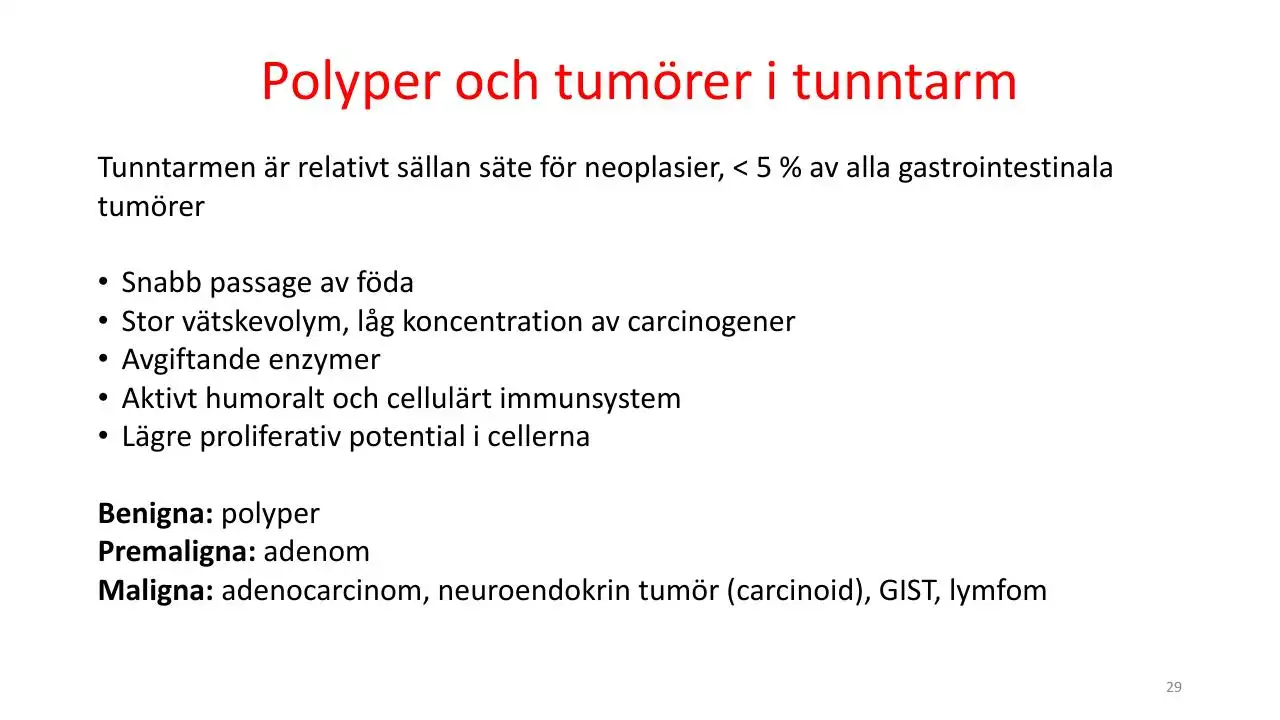 Polyper och tumörer i tunntarm
Tunntarmen är relativt sällan säte för neoplasier, < 5 % av alla gastrointestinala
tumörer
• Snabb passage av föda
• Stor vätskevolym, låg koncentration av carcinogener
• Avgiftande enzymer
• Aktivt humoralt och cellulärt immunsystem
• Lägre proliferativ potential i cellerna
Benigna: polyper
Premaligna: adenom
Maligna: adenocarcinom, neuroendokrin tumör (carcinoid), GIST, lymfom
29